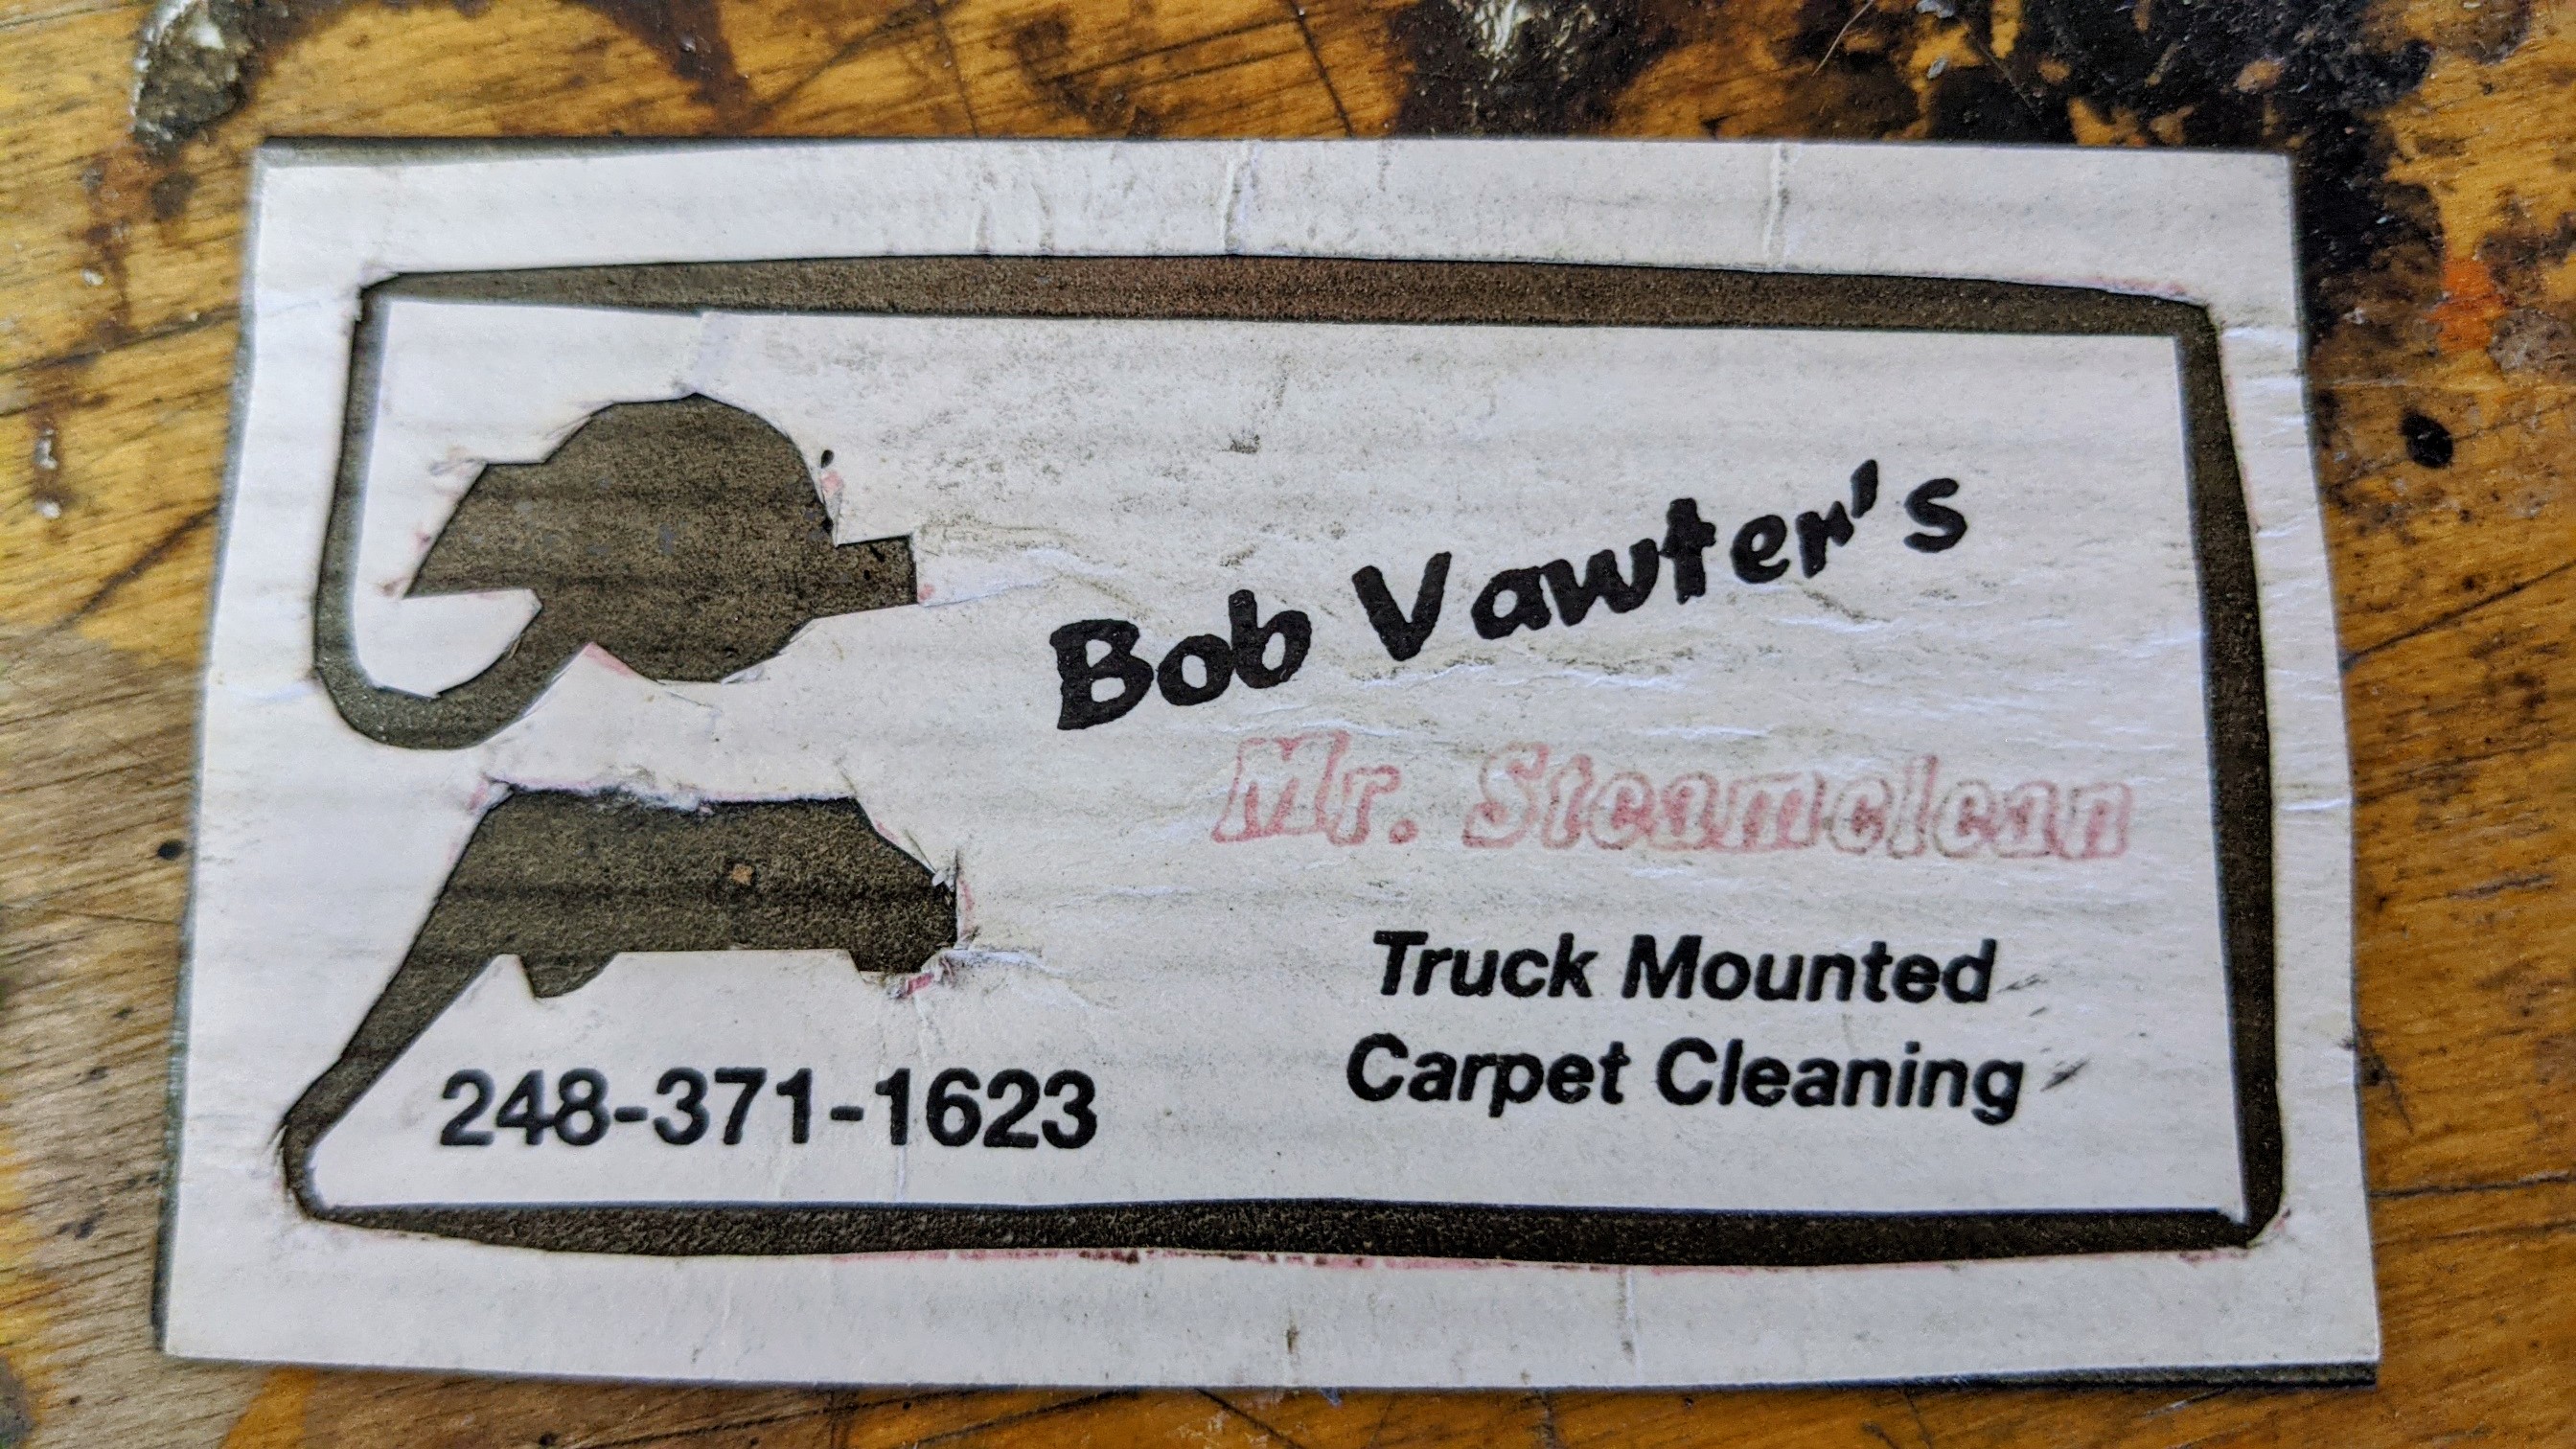 Bob Vawter's
Mr. Steamclean
Truck Mounted
Carpet Cleaning
248-371-1623